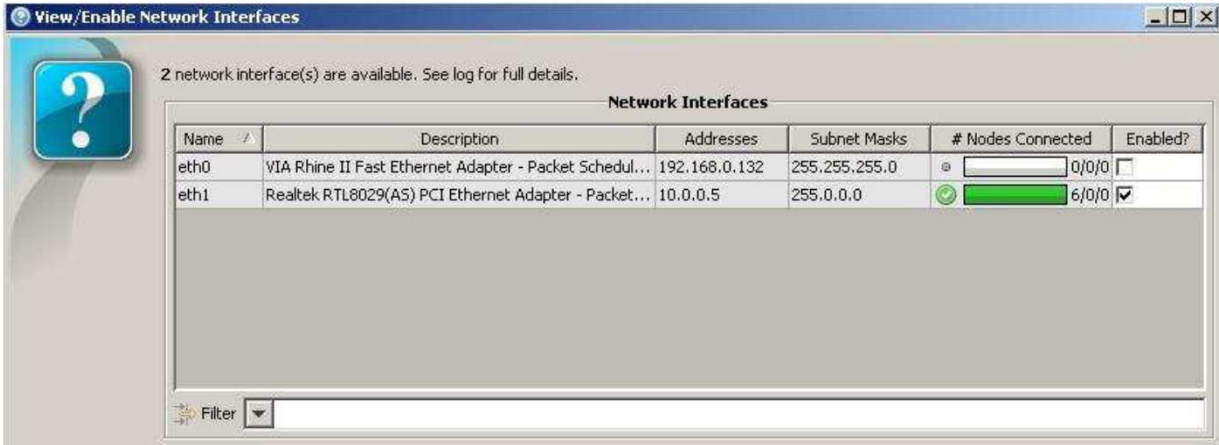 View/Enable Network Interfaces
2 network interface(s) are available. See log for full details.
Network Interfaces
Name Description Addresses Subnet Masks # Nodes Connected Enabled?
eth0 VIA Rhine II Fast Ethernet Adapter - Packet Schedul... 192.168.0.132 255.255.255.0 0/0/0
eth1 Realtek RTL8029(AS) PCI Ethernet Adapter - Packet... 10.0.0.5 255.0.0.0 6/0/0
Filter